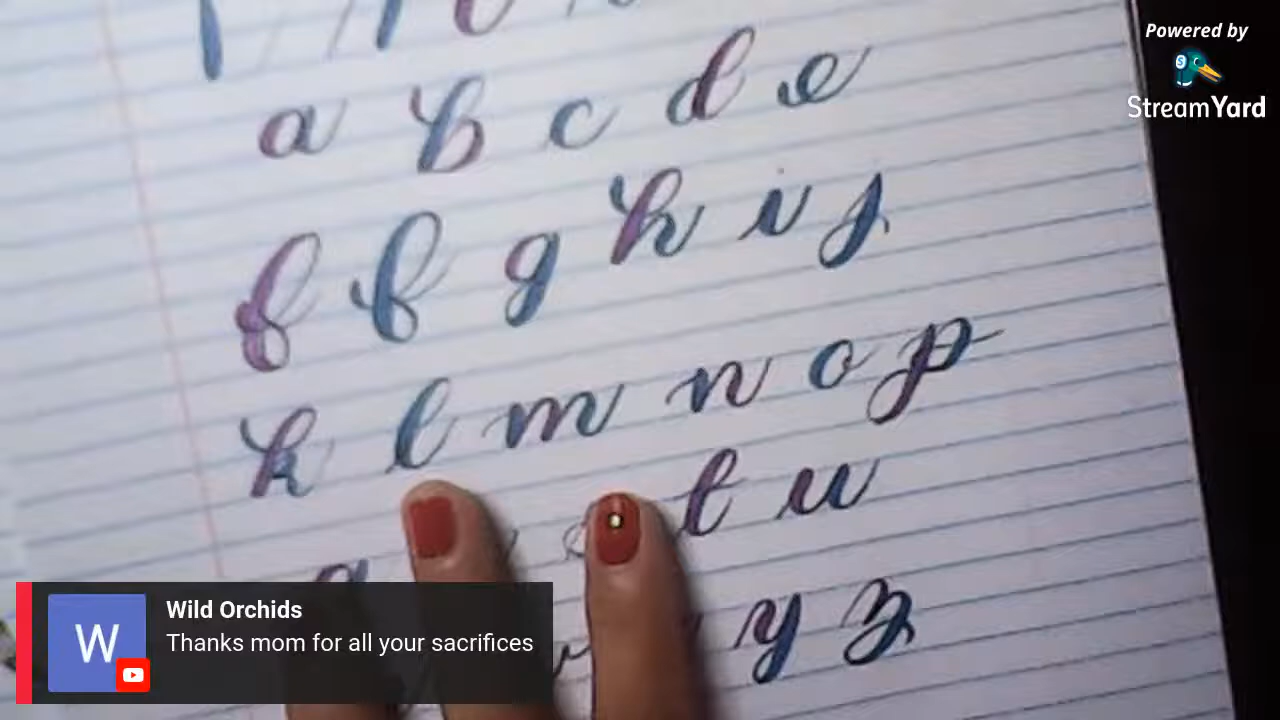 Powered by
StreamYard
a b c d e
f f g h i j
k l m n o p
q t u
y z
W
Wild Orchids
Thanks mom for all your sacrifices